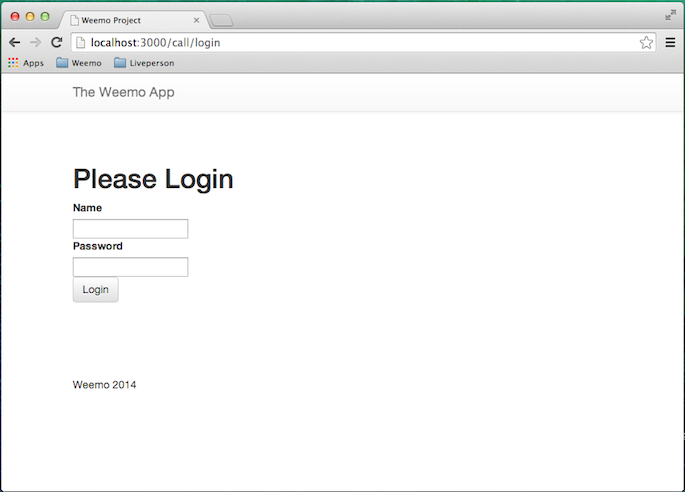 Weemo Project
localhost:3000/call/login
Apps Weemo Liveperson
The Weemo App
Please Login
Name
Password
Login
Weemo 2014